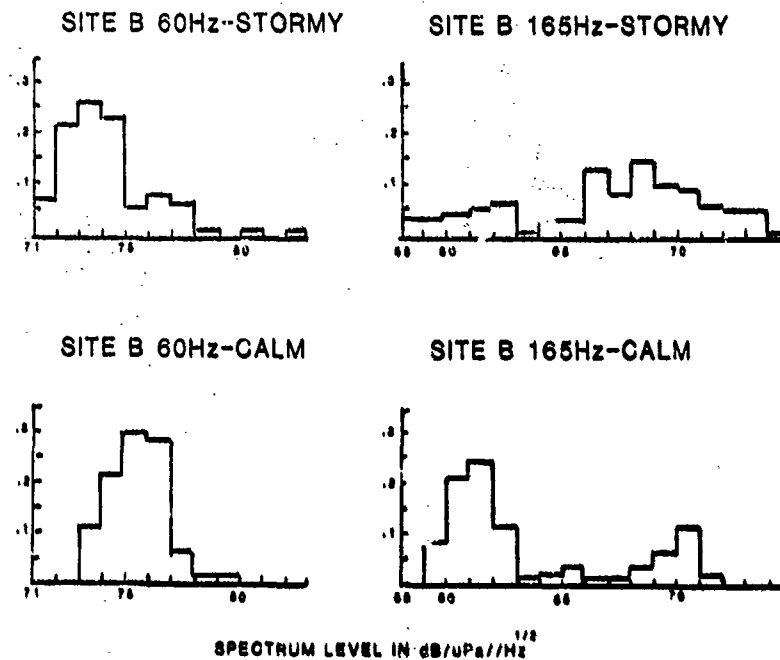 SITE B 60Hz-STORMY
SITE B 165Hz-STORMY
.3
.2
.1
71 75 80
.3
.2
.1
60 65 70
SITE B 60Hz-CALM
SITE B 165Hz-CALM
.3
.2
.1
71 75 80
.3
.2
.1
60 65 70
SPECTRUM LEVEL IN dB/uPa//Hz1/2